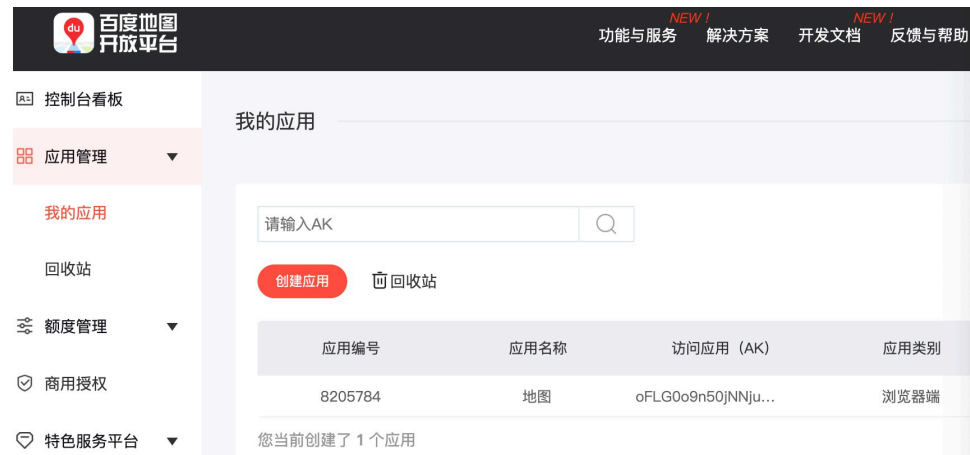 du 百度地图
开放平台
NEW ! NEW !
功能与服务 解决方案 开发文档 反馈与帮助
控制台看板
我的应用
应用管理
我的应用
请输入AK
回收站
创建应用 回收站
额度管理
应用编号 应用名称 访问应用（AK） 应用类别
商用授权
8205784 地图 oFLG0o9n50jNNju... 浏览器端
特色服务平台
您当前创建了 1 个应用